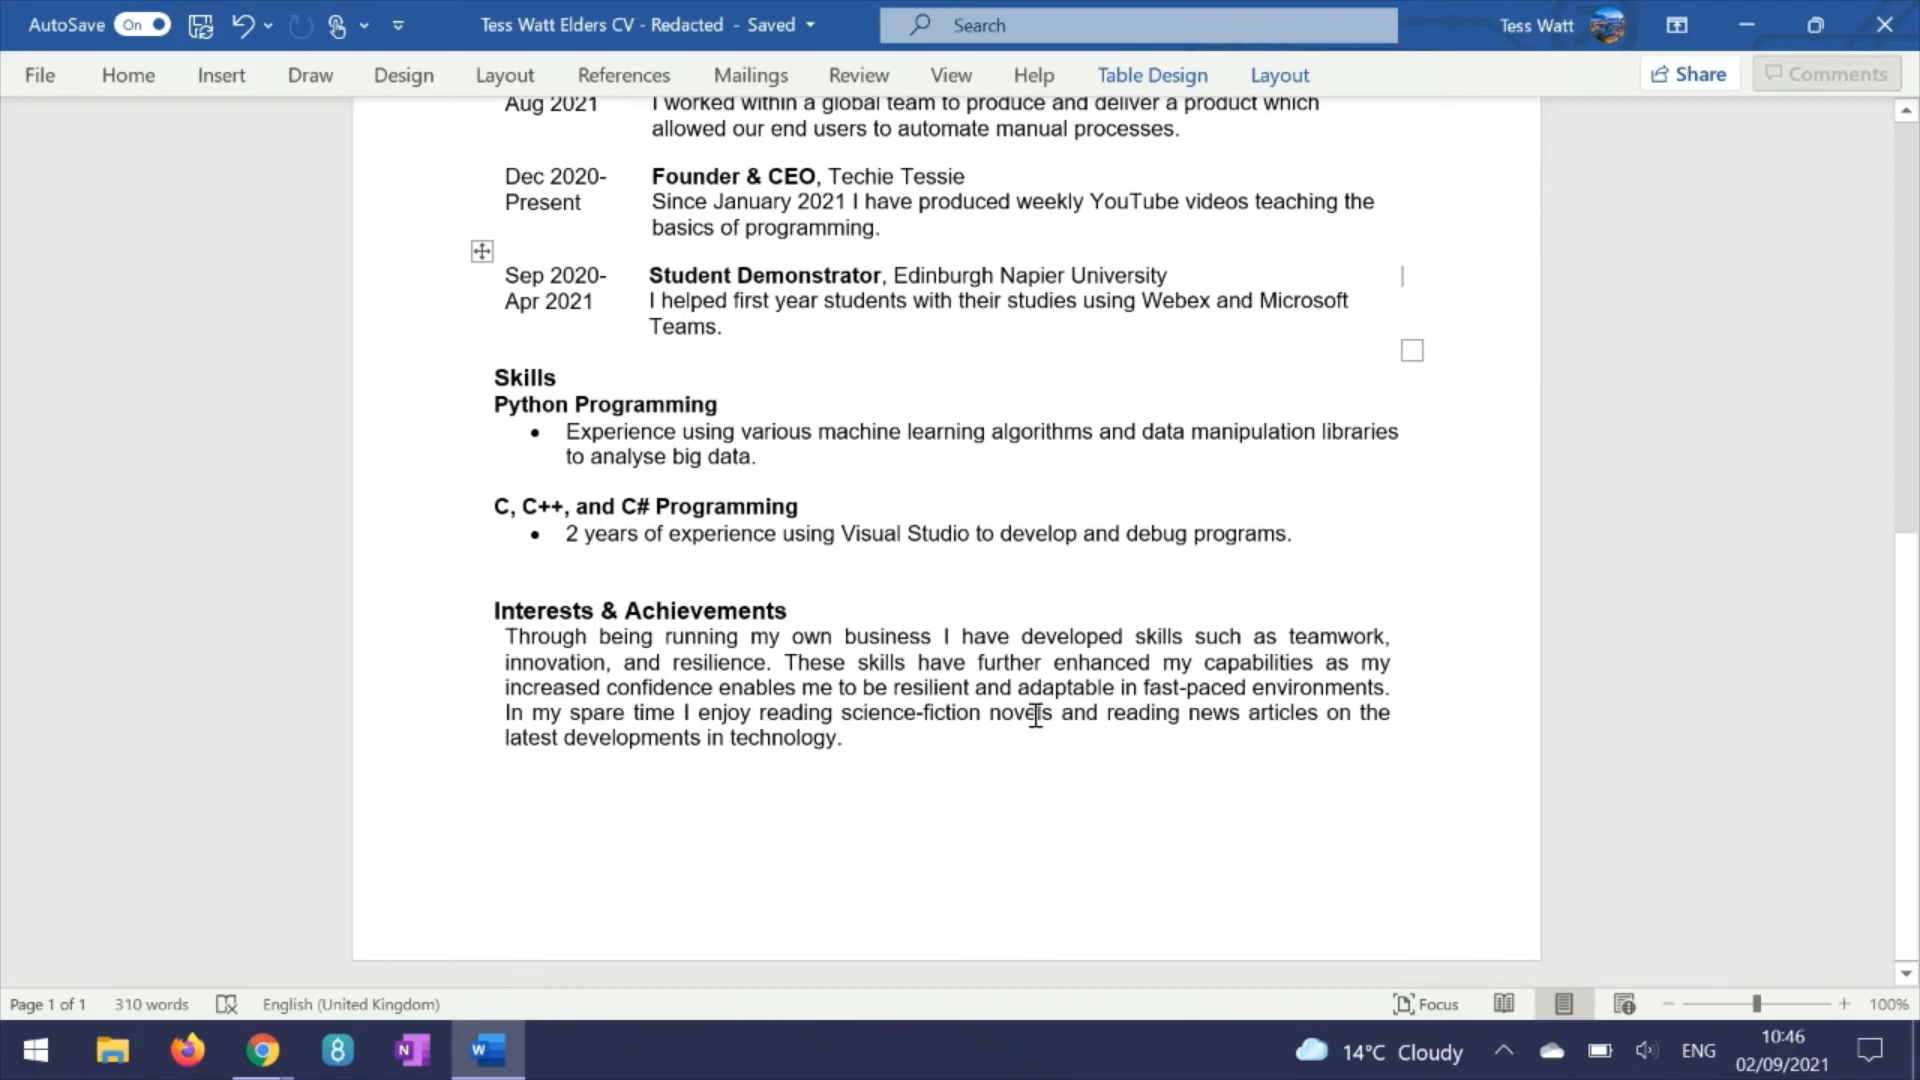 AutoSave On Tess Watt Elders CV - Redacted - Saved Search Tess Watt
File Home Insert Draw Design Layout References Mailings Review View Help Table Design Layout Share Comments
Aug 2021 I worked within a global team to produce and deliver a product which
allowed our end users to automate manual processes.
Dec 2020- Founder & CEO, Techie Tessie
Present Since January 2021 I have produced weekly YouTube videos teaching the
basics of programming.
Sep 2020- Student Demonstrator, Edinburgh Napier University
Apr 2021 I helped first year students with their studies using Webex and Microsoft
Teams.
Skills
Python Programming
• Experience using various machine learning algorithms and data manipulation libraries
to analyse big data.
C, C++, and C# Programming
• 2 years of experience using Visual Studio to develop and debug programs.
Interests & Achievements
Through being running my own business I have developed skills such as teamwork,
innovation, and resilience. These skills have further enhanced my capabilities as my
increased confidence enables me to be resilient and adaptable in fast-paced environments.
In my spare time I enjoy reading science-fiction novels and reading news articles on the
latest developments in technology.
Page 1 of 1 310 words English (United Kingdom) Focus 100%
N W 8 14°C Cloudy ENG 10:46
02/09/2021